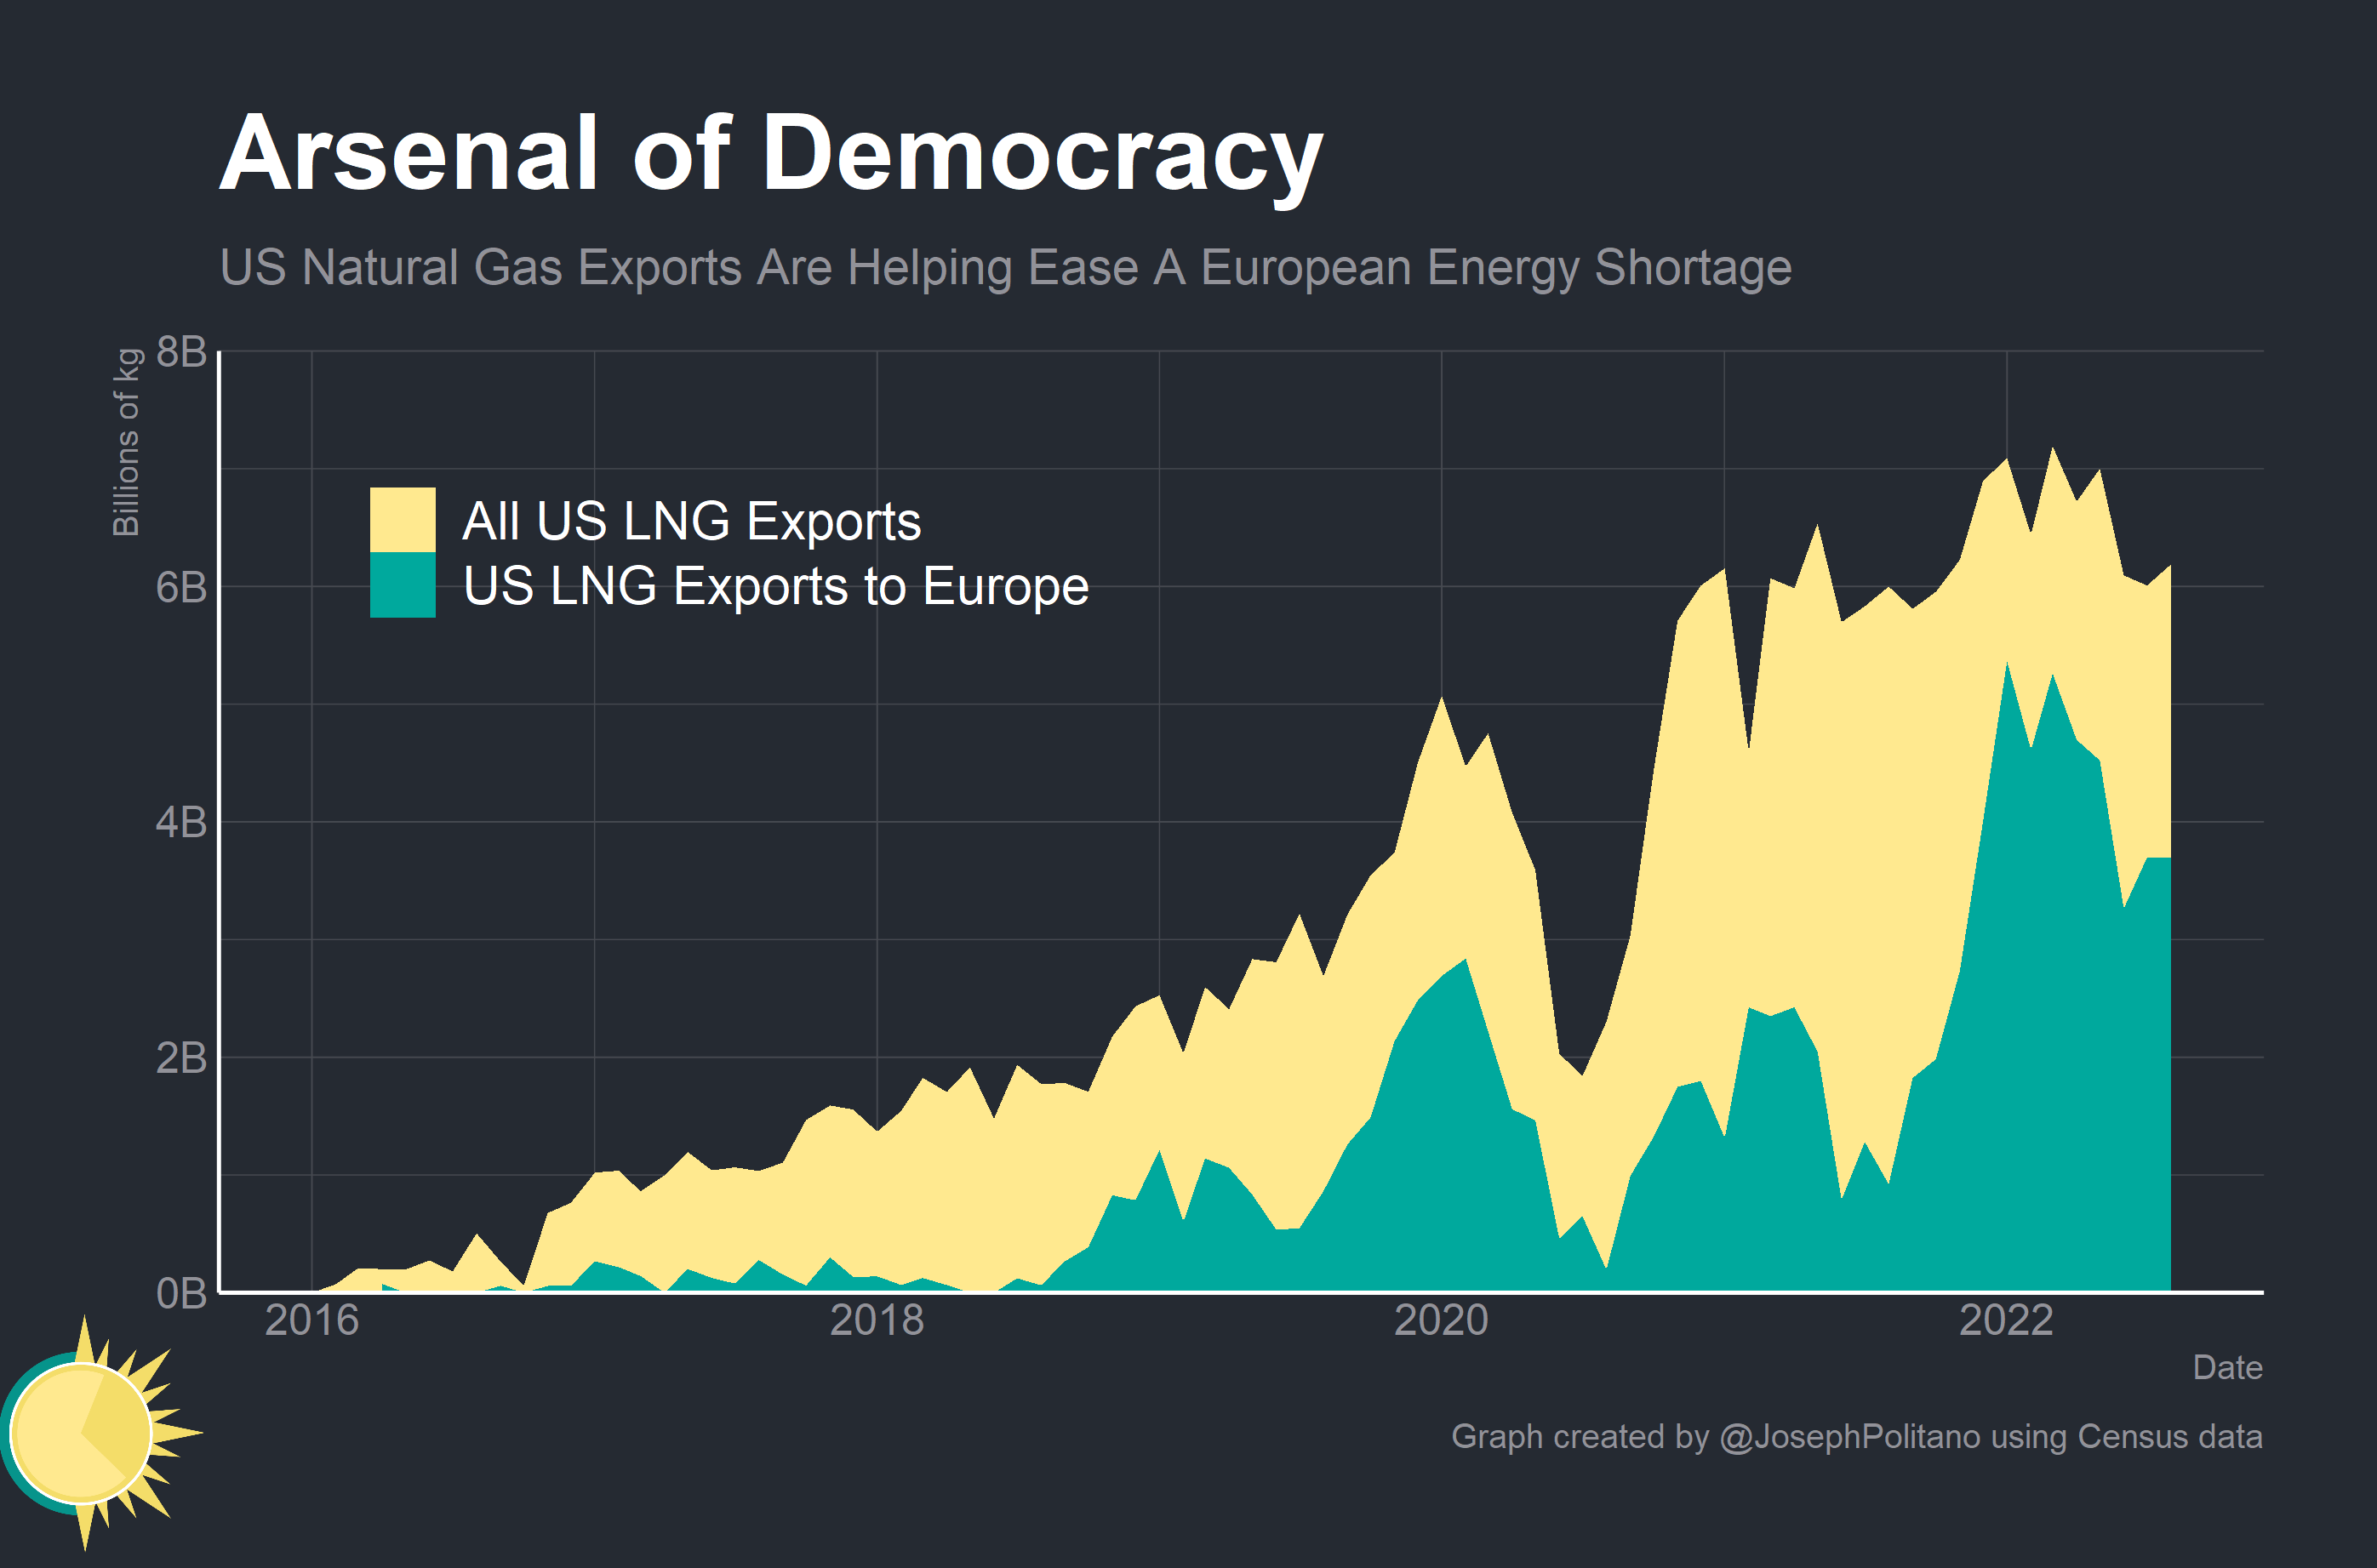 Arsenal of Democracy
US Natural Gas Exports Are Helping Ease A European Energy Shortage
Billions of kg
8B
6B
4B
2B
0B
All US LNG Exports
US LNG Exports to Europe
2016
2018
2020
2022
Date
Graph created by @JosephPolitano using Census data